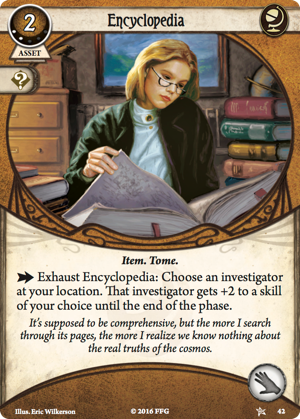 2
Encyclopedia
ASSET
?
Item. Tome.
Exhaust Encyclopedia: Choose an investigator
at your location. That investigator gets +2 to a skill
of your choice until the end of the phase.
It's supposed to be comprehensive, but the more I search
through its pages, the more I realize we know nothing about
the real truths of the cosmos.
Illus. Eric Wilkerson © 2016 FFG 42